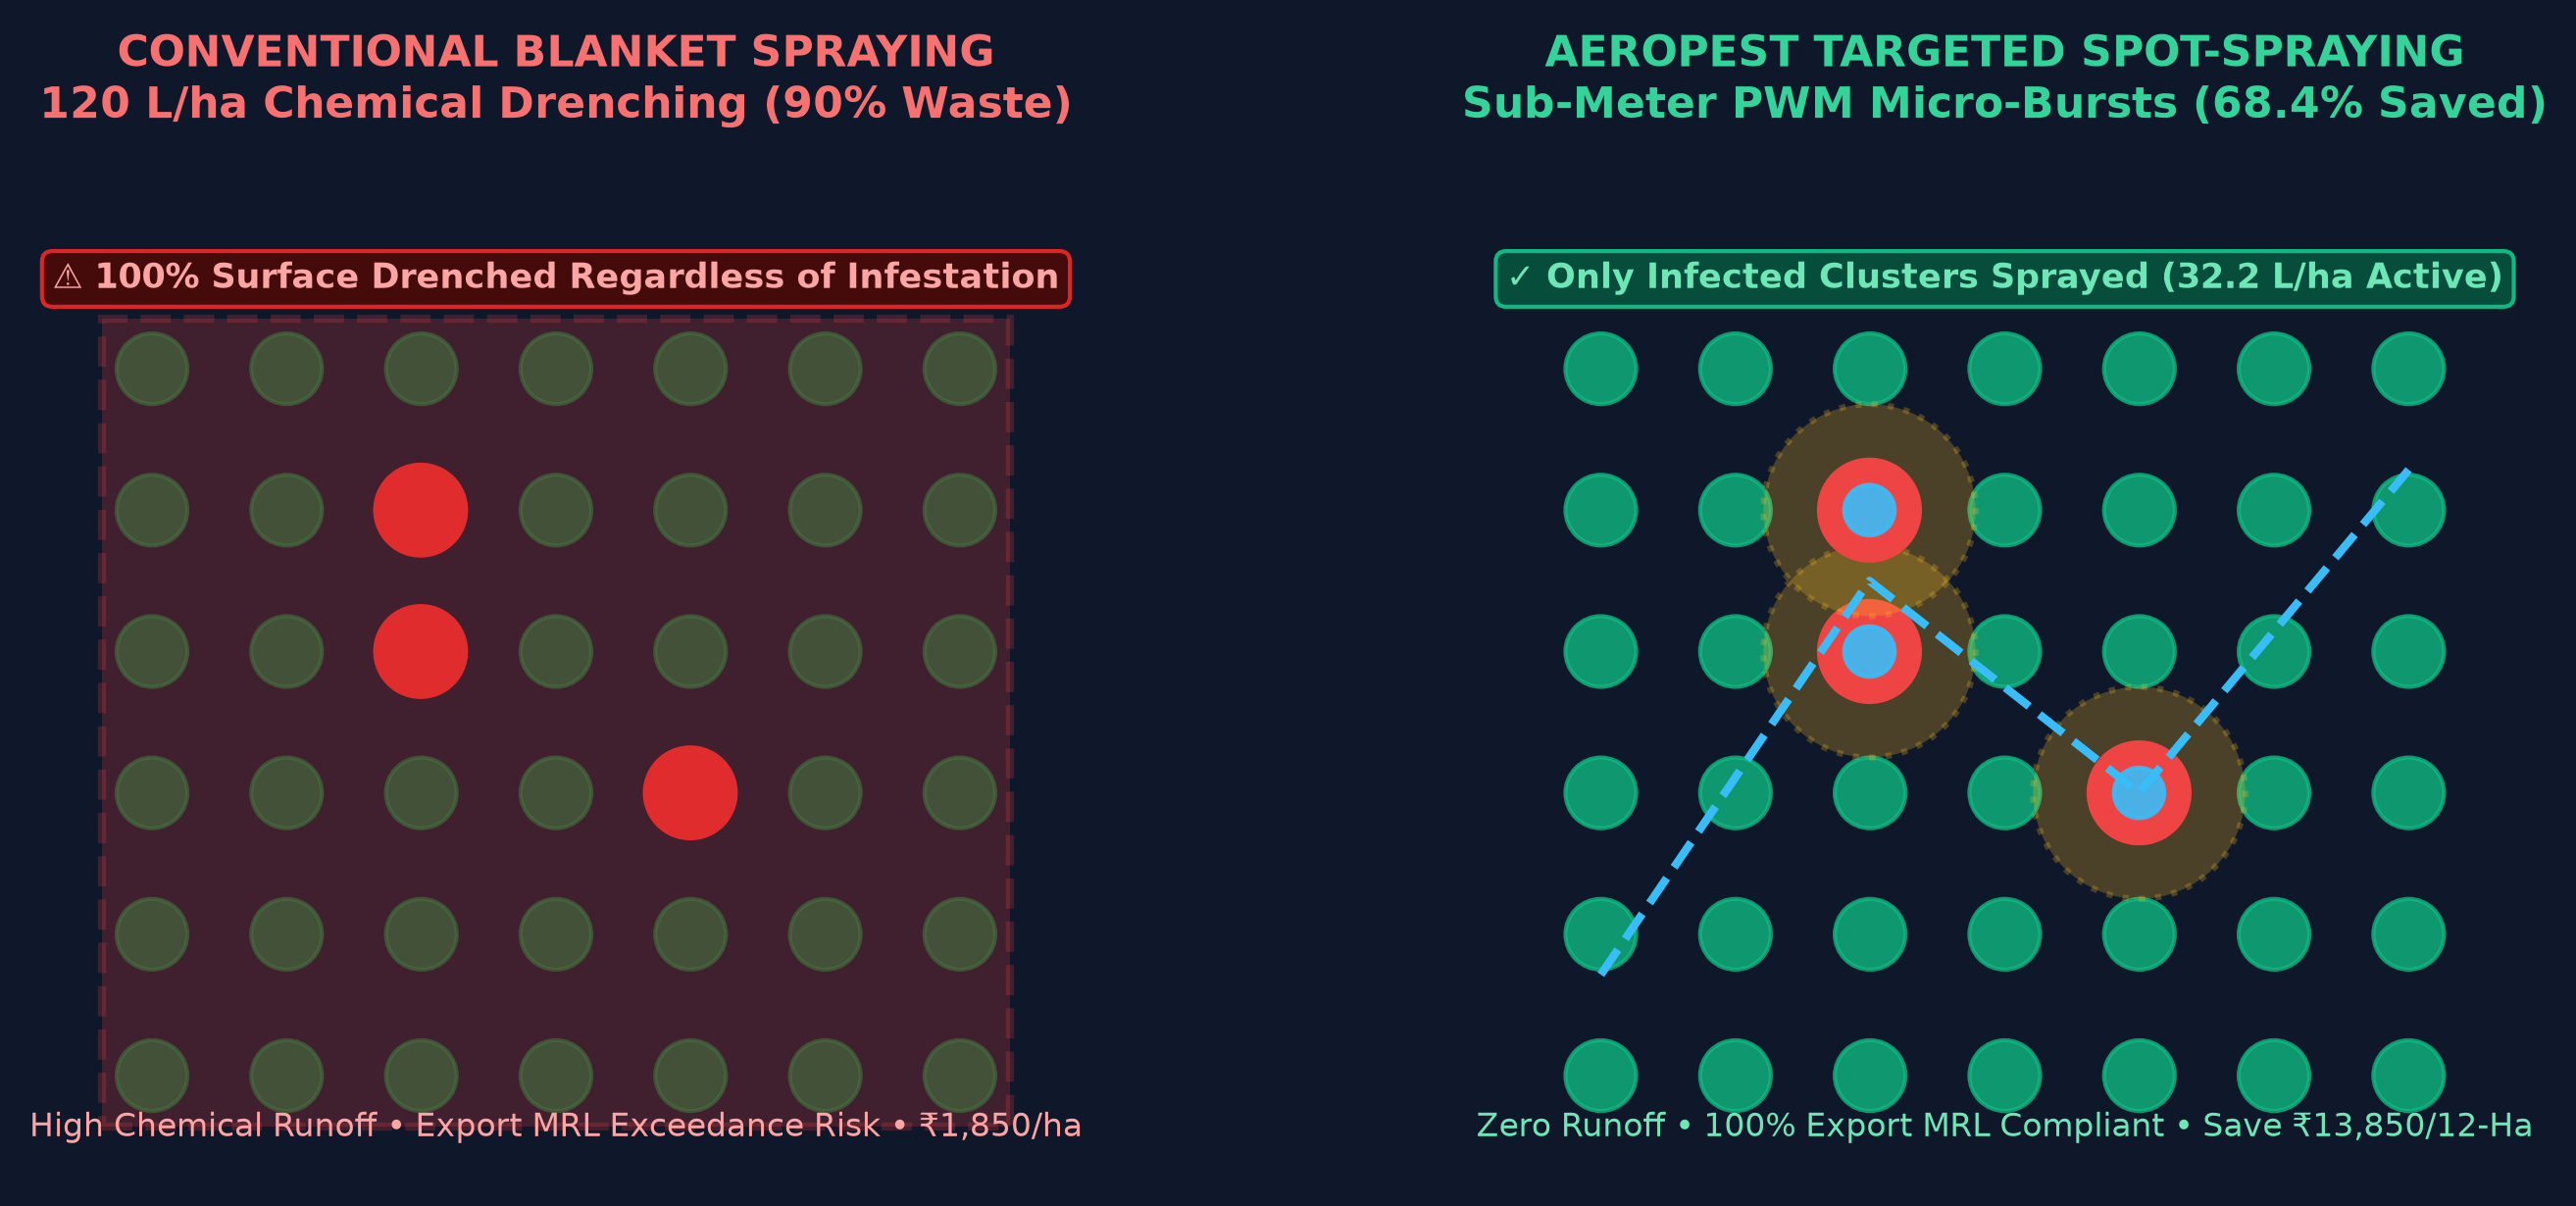 CONVENTIONAL BLANKET SPRAYING
120 L/ha Chemical Drenching (90% Waste)
⚠ 100% Surface Drenched Regardless of Infestation
High Chemical Runoff • Export MRL Exceedance Risk • ₹1,850/ha
AEROPEST TARGETED SPOT-SPRAYING
Sub-Meter PWM Micro-Bursts (68.4% Saved)
✓ Only Infected Clusters Sprayed (32.2 L/ha Active)
Zero Runoff • 100% Export MRL Compliant • Save ₹13,850/12-Ha